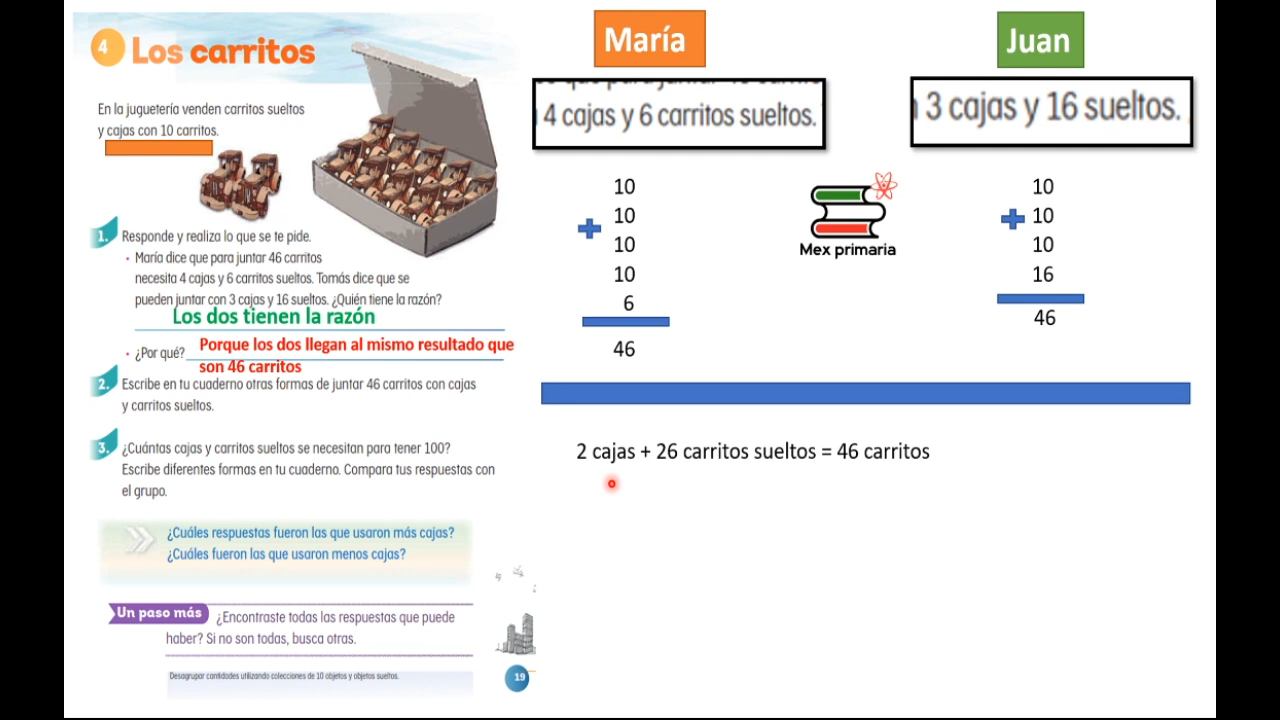 4 Los carritos
En la juguetería venden carritos sueltos
y cajas con 10 carritos.
1. Responde y realiza lo que se te pide.
• María dice que para juntar 46 carritos
necesita 4 cajas y 6 carritos sueltos. Tomás dice que se
pueden juntar con 3 cajas y 16 sueltos. ¿Quién tiene la razón?
Los dos tienen la razón
• ¿Por qué? Porque los dos llegan al mismo resultado que
son 46 carritos
2. Escribe en tu cuaderno otras formas de juntar 46 carritos con cajas
y carritos sueltos.
3. ¿Cuántas cajas y carritos sueltos se necesitan para tener 100?
Escribe diferentes formas en tu cuaderno. Compara tus respuestas con
el grupo.
¿Cuáles respuestas fueron las que usaron más cajas?
¿Cuáles fueron las que usaron menos cajas?
Un paso más ¿Encontraste todas las respuestas que puede
haber? Si no son todas, busca otras.
Desagrupar cantidades utilizando colecciones de 10 objetos y objetos sueltos.
19
María
4 cajas y 6 carritos sueltos.
10
10
+
10
10
6
46
Mex primaria
Juan
3 cajas y 16 sueltos.
10
+ 10
10
16
46
2 cajas + 26 carritos sueltos = 46 carritos